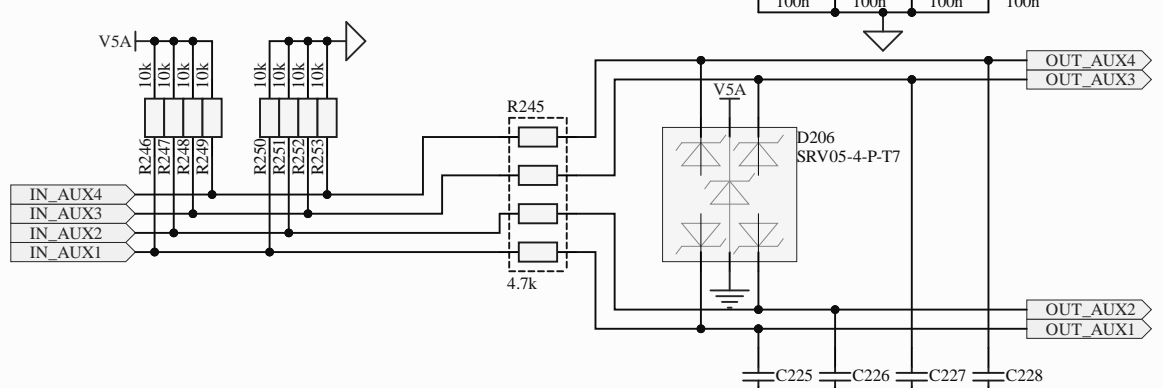 100n 100n 100n 100n
V5A
10k 10k 10k 10k 10k 10k 10k 10k
OUT_AUX4
OUT_AUX3
V5A
R245
D206
SRV05-4-P-T7
R246 R247 R248 R249 R250 R251 R252 R253
IN_AUX4
IN_AUX3
IN_AUX2
IN_AUX1
4.7k
OUT_AUX2
OUT_AUX1
C225 C226 C227 C228